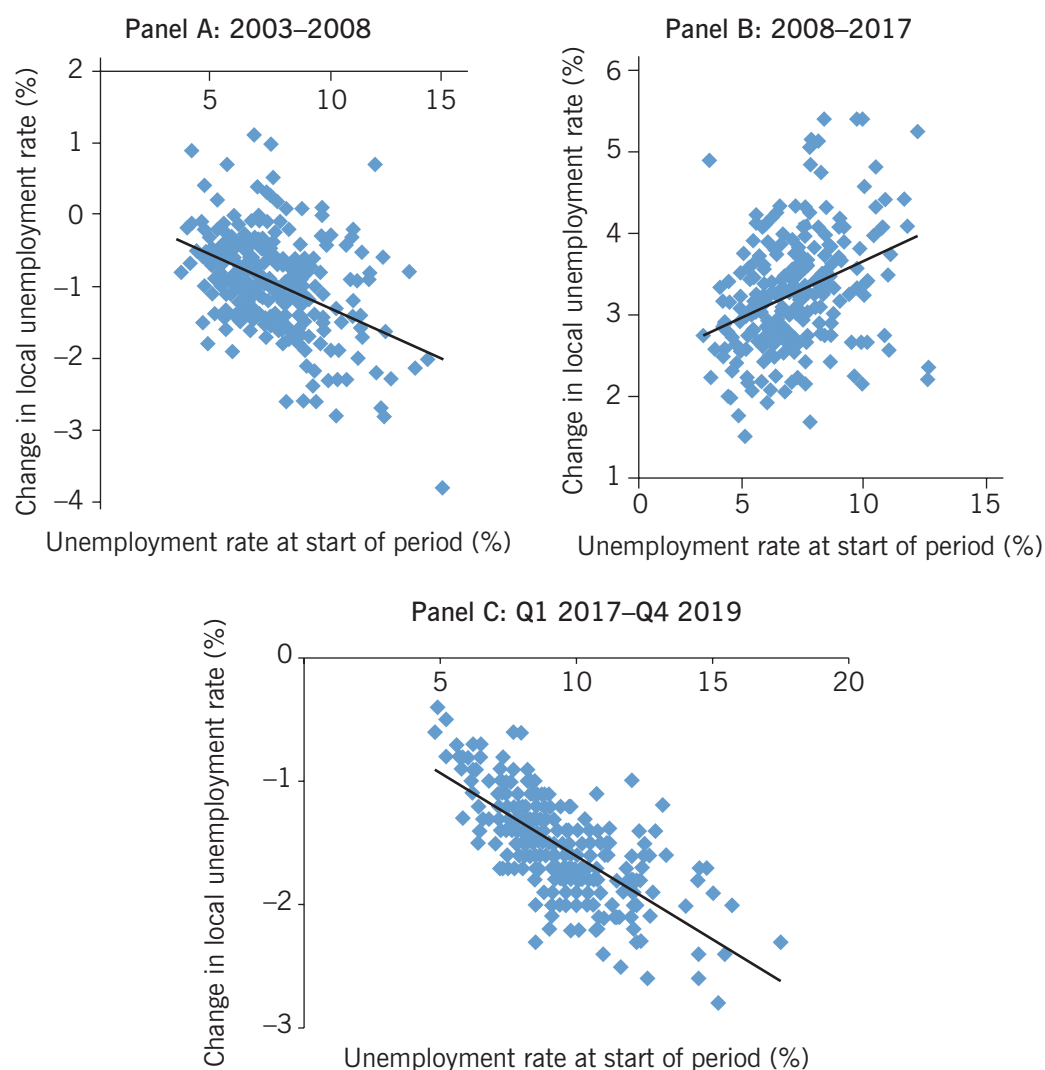 Panel A: 2003–2008
Change in local unemployment rate (%)
2
1
0
–1
–2
–3
–4
5 10 15
Unemployment rate at start of period (%)
Panel B: 2008–2017
Change in local unemployment rate (%)
6
5
4
3
2
1
0 5 10 15
Unemployment rate at start of period (%)
Panel C: Q1 2017–Q4 2019
Change in local unemployment rate (%)
0
–1
–2
–3
5 10 15 20
Unemployment rate at start of period (%)